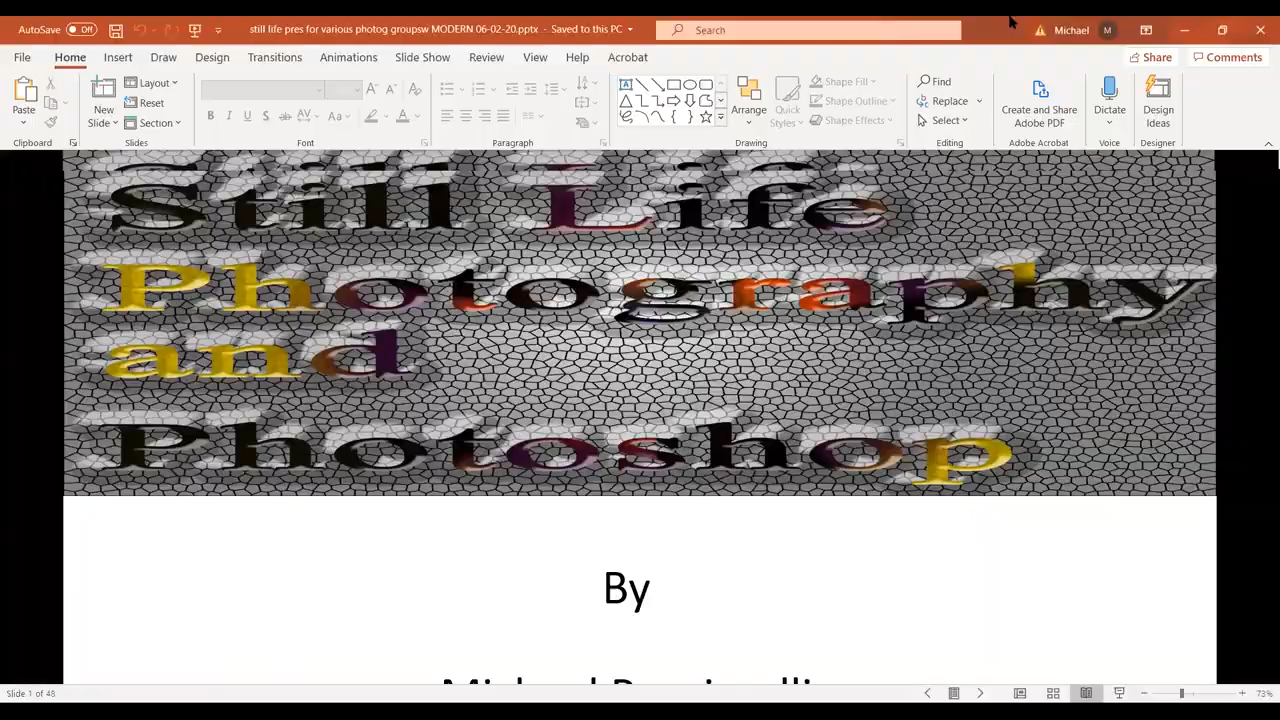 AutoSave Off still life pres for various photog groupsw MODERN 06-02-20.pptx - Saved to this PC Search Michael M
File Home Insert Draw Design Transitions Animations Slide Show Review View Help Acrobat Share Comments
Paste
New
Slide
Layout
Reset
Section
Arrange
Quick
Styles
Shape Fill
Shape Outline
Shape Effects
Find
Replace
Select
Create and Share
Adobe PDF
Dictate
Design
Ideas
Clipboard Slides Font Paragraph Drawing Editing Adobe Acrobat Voice Designer
Still Life
Photography
and
Photoshop
By
Slide 1 of 48 73%